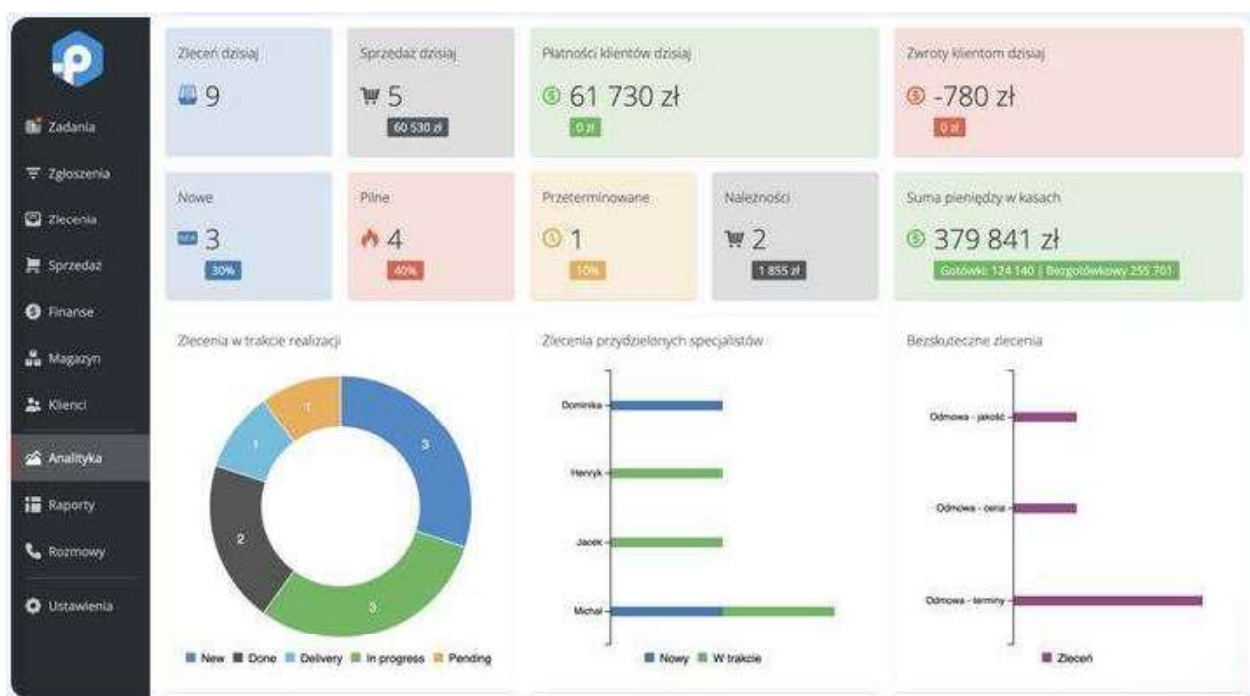 Zadania
Zgłoszenia
Zlecenia
Sprzedaż
Finanse
Magazyn
Klienci
Analityka
Raporty
Rozmowy
Ustawienia
Zleceń dzisiaj
9
Sprzedaż dzisiaj
5
60 530 zł
Płatności klientów dzisiaj
61 730 zł
0 zł
Zwroty klientom dzisiaj
-780 zł
0 zł
Nowe
3
30%
Pilne
4
40%
Przeterminowane
1
10%
Należności
2
1 855 zł
Suma pieniędzy w kasach
379 841 zł
Gotówki: 124 140 | Bezgotówkowy 255 701
Zlecenia w trakcie realizacji
1
3
1
2
3
New Done Delivery In progress Pending
Zlecenia przydzielonych specjalistów
Dominika
Henryk
Jacek
Michał
Nowy W trakcie
Bezskuteczne zlecenia
Odmowa - jakość
Odmowa - cena
Odmowa - terminy
Zleceń